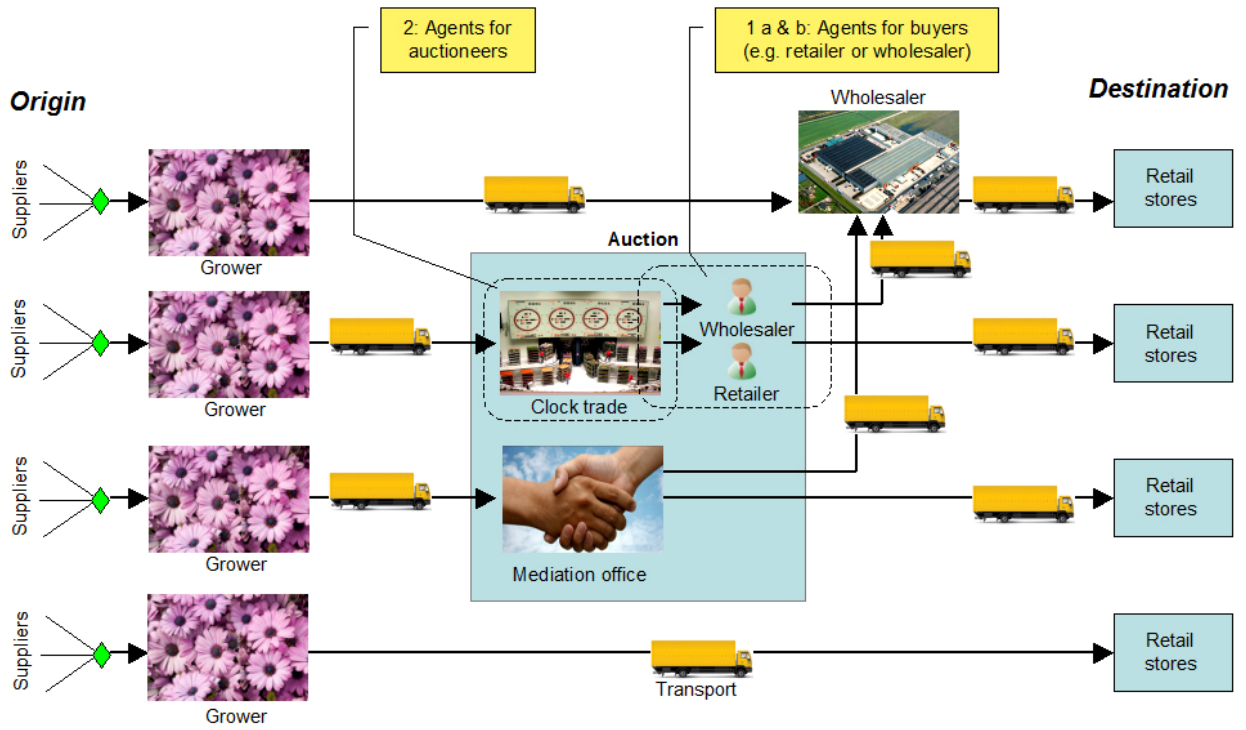 2: Agents for
auctioneers
1 a & b: Agents for buyers
(e.g. retailer or wholesaler)
Origin
Wholesaler
Destination
Suppliers
Grower
Retail
stores
Auction
Suppliers
Grower
Clock trade
Wholesaler
Retailer
Retail
stores
Suppliers
Grower
Mediation office
Retail
stores
Suppliers
Grower
Transport
Retail
stores